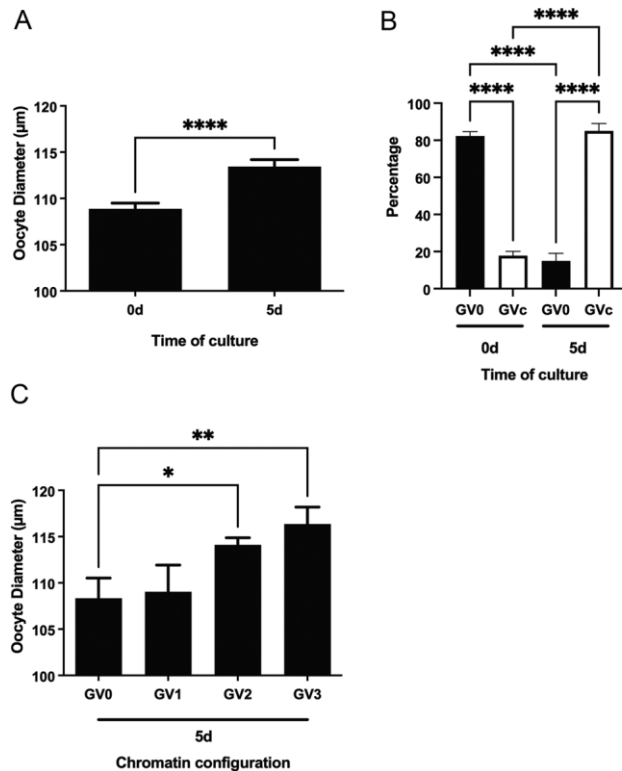 A
Oocyte Diameter (µm)
120
115
110
105
100
****
0d
5d
Time of culture
B
Percentage
100
80
60
40
20
0
****
****
****
****
GV0 GVc GV0 GVc
0d 5d
Time of culture
C
Oocyte Diameter (µm)
120
115
110
105
100
**
*
GV0 GV1 GV2 GV3
5d
Chromatin configuration